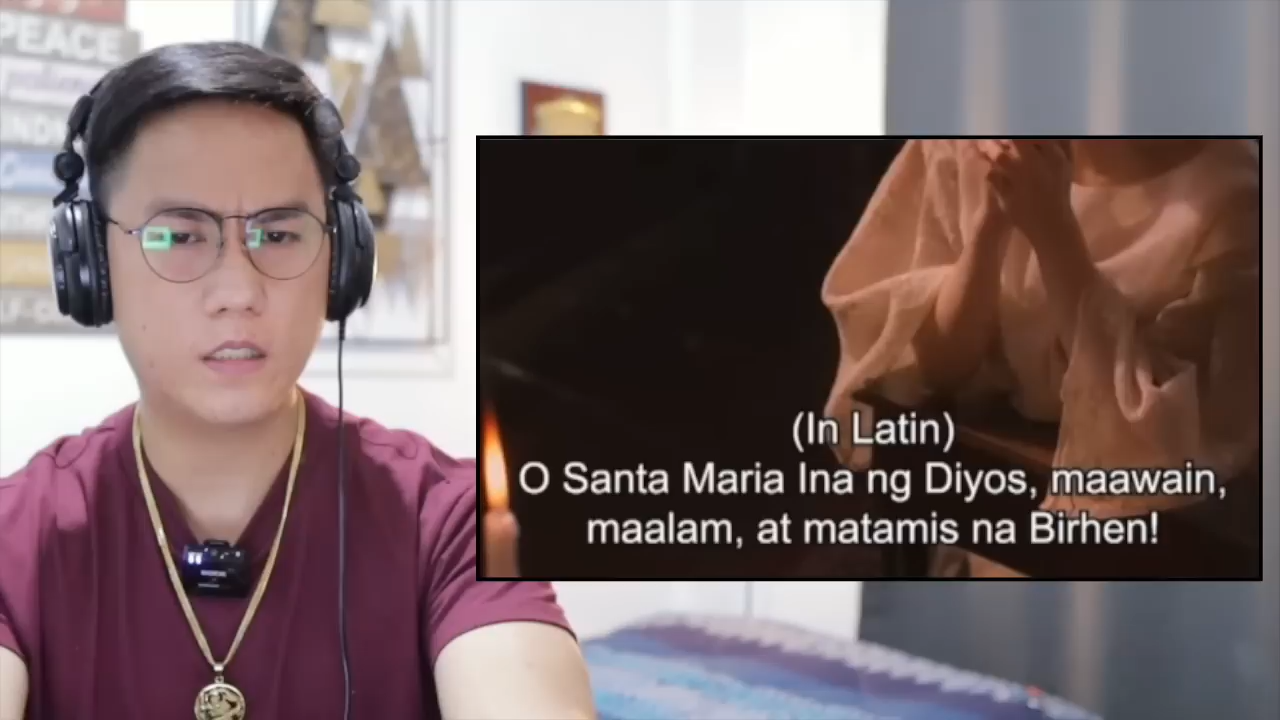 PEACE
(In Latin)
O Santa Maria Ina ng Diyos, maawain,
maalam, at matamis na Birhen!